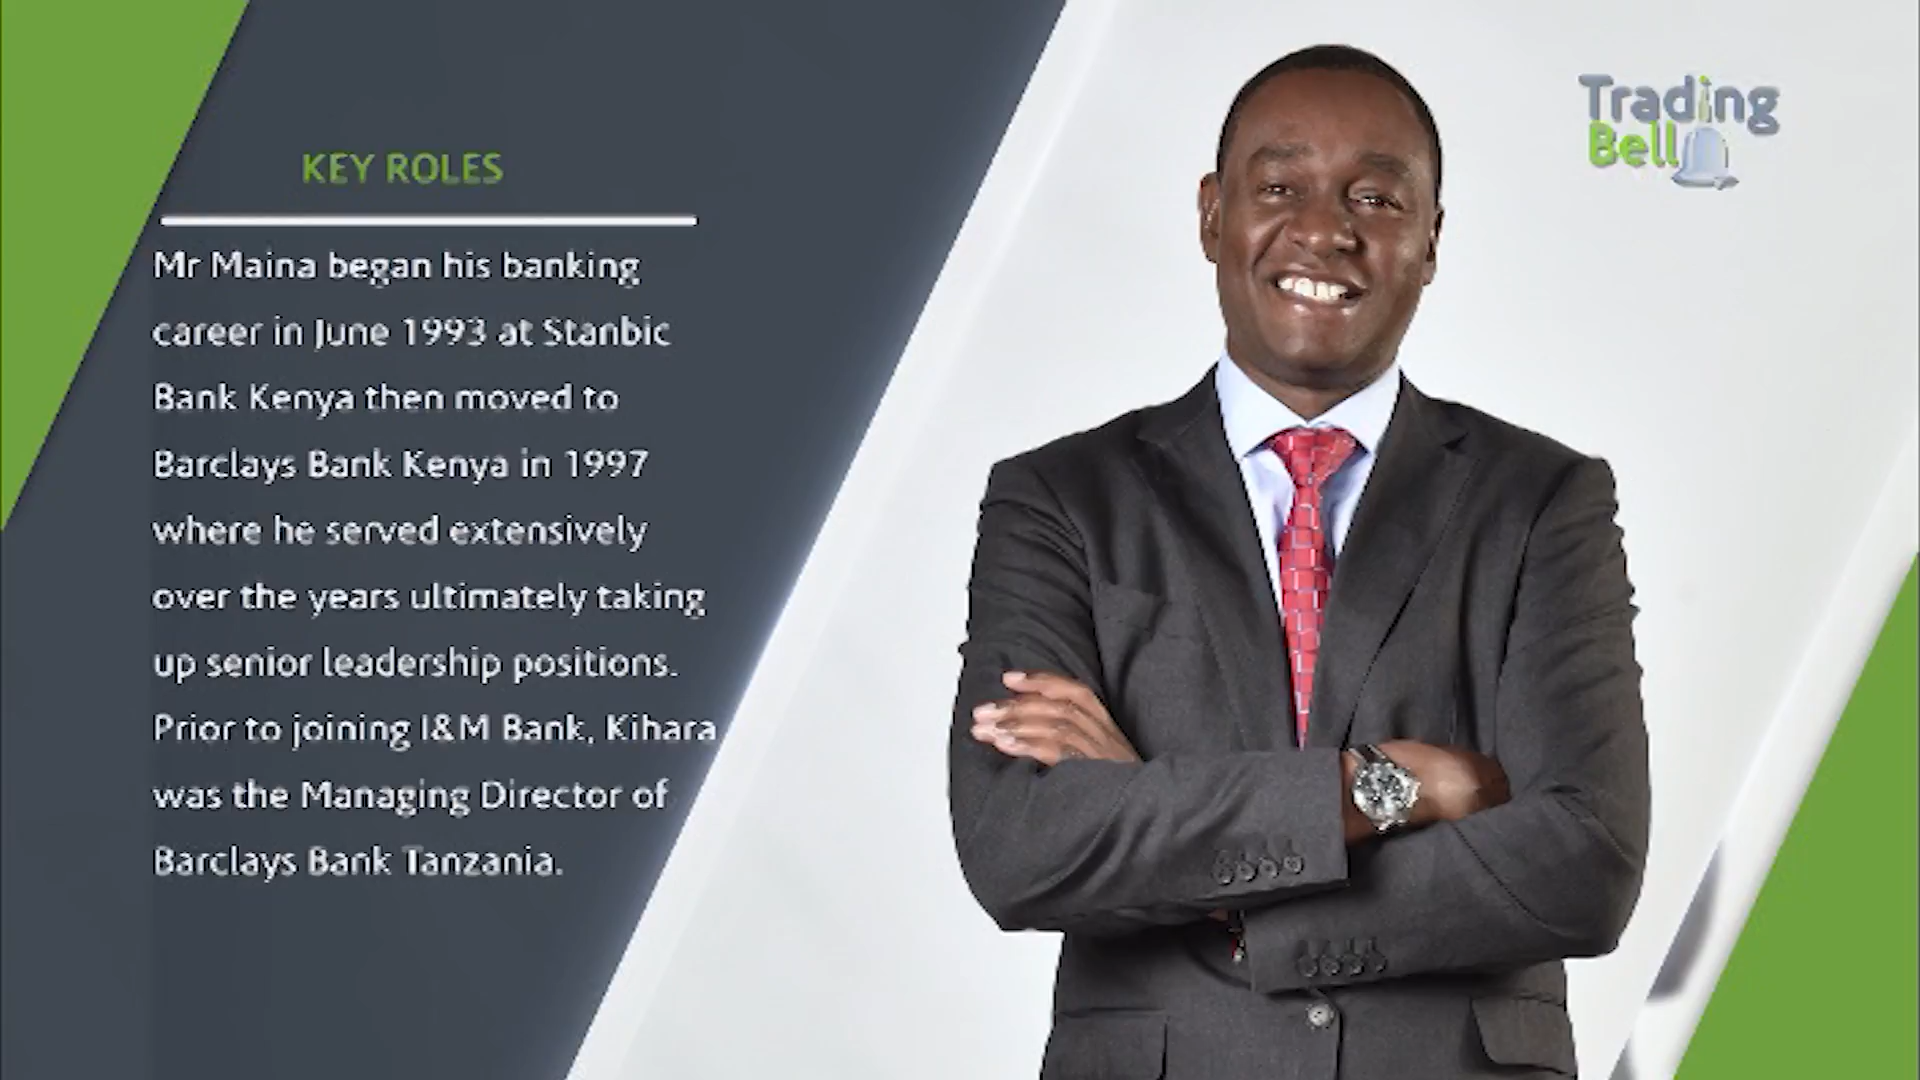 KEY ROLES
Mr Maina began his banking
career in June 1993 at Stanbic
Bank Kenya then moved to
Barclays Bank Kenya in 1997
where he served extensively
over the years ultimately taking
up senior leadership positions.
Prior to joining I&M Bank, Kihara
was the Managing Director of
Barclays Bank Tanzania.
Trading
Bell